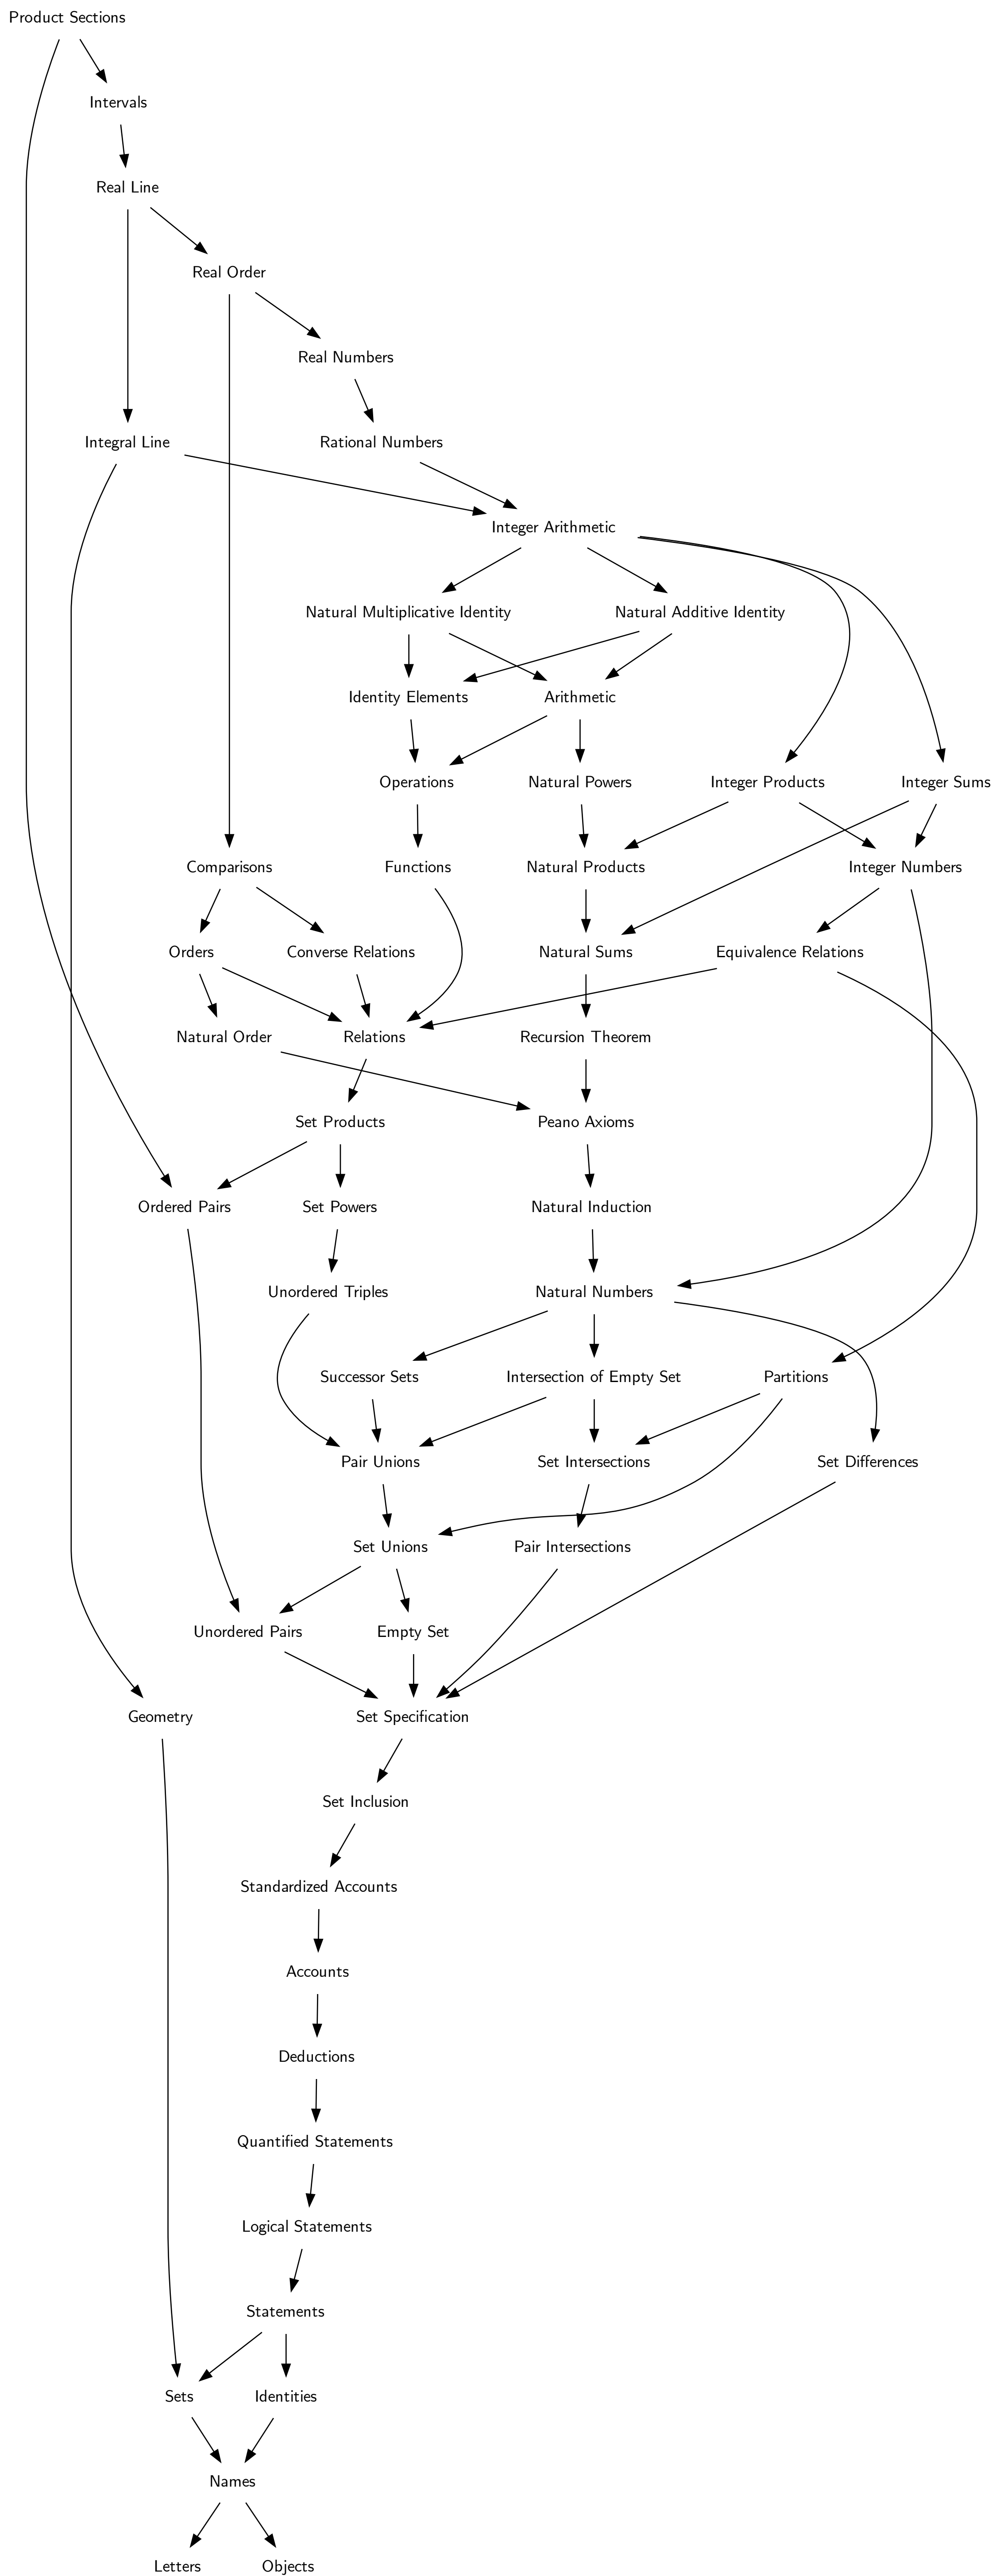 Product Sections
Intervals
Real Line
Real Order
Real Numbers
Integral Line
Rational Numbers
Integer Arithmetic
Natural Multiplicative Identity
Natural Additive Identity
Identity Elements
Arithmetic
Operations
Natural Powers
Integer Products
Integer Sums
Comparisons
Functions
Natural Products
Integer Numbers
Orders
Converse Relations
Natural Sums
Equivalence Relations
Natural Order
Relations
Recursion Theorem
Set Products
Peano Axioms
Ordered Pairs
Set Powers
Natural Induction
Unordered Triples
Natural Numbers
Successor Sets
Intersection of Empty Set
Partitions
Pair Unions
Set Intersections
Set Differences
Set Unions
Pair Intersections
Unordered Pairs
Empty Set
Geometry
Set Specification
Set Inclusion
Standardized Accounts
Accounts
Deductions
Quantified Statements
Logical Statements
Statements
Sets
Identities
Names
Letters
Objects